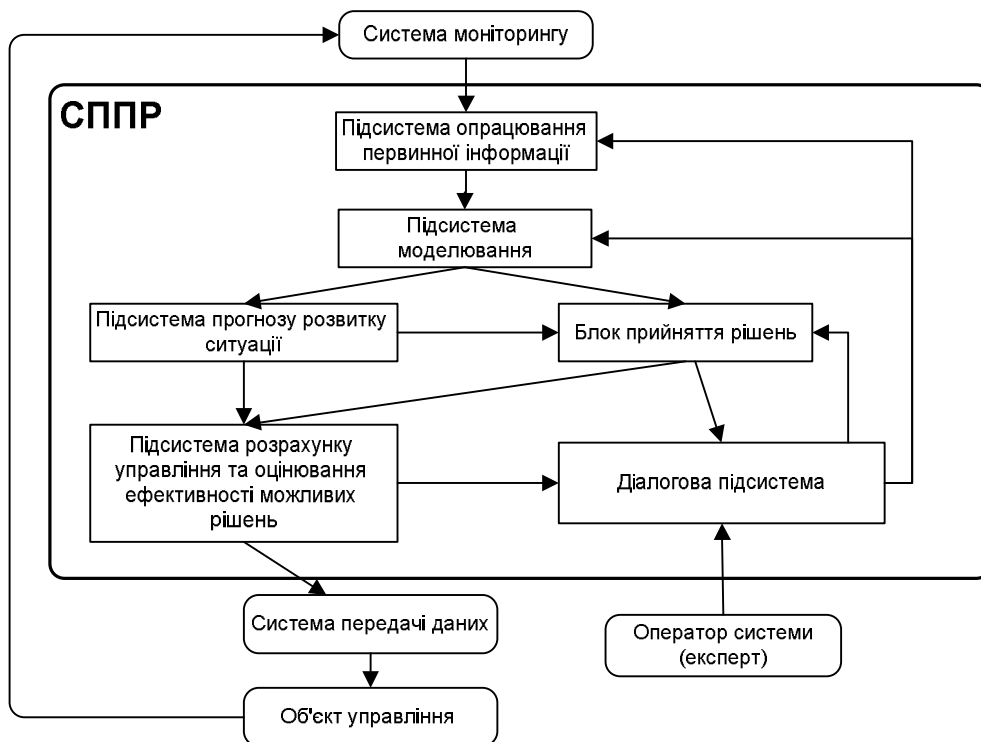 Система моніторингу
СППР
Підсистема опрацювання
первинної інформації
Підсистема
моделювання
Підсистема прогнозу розвитку
ситуації
Блок прийняття рішень
Підсистема розрахунку
управління та оцінювання
ефективності можливих
рішень
Діалогова підсистема
Система передачі даних
Оператор системи
(експерт)
Об'єкт управління